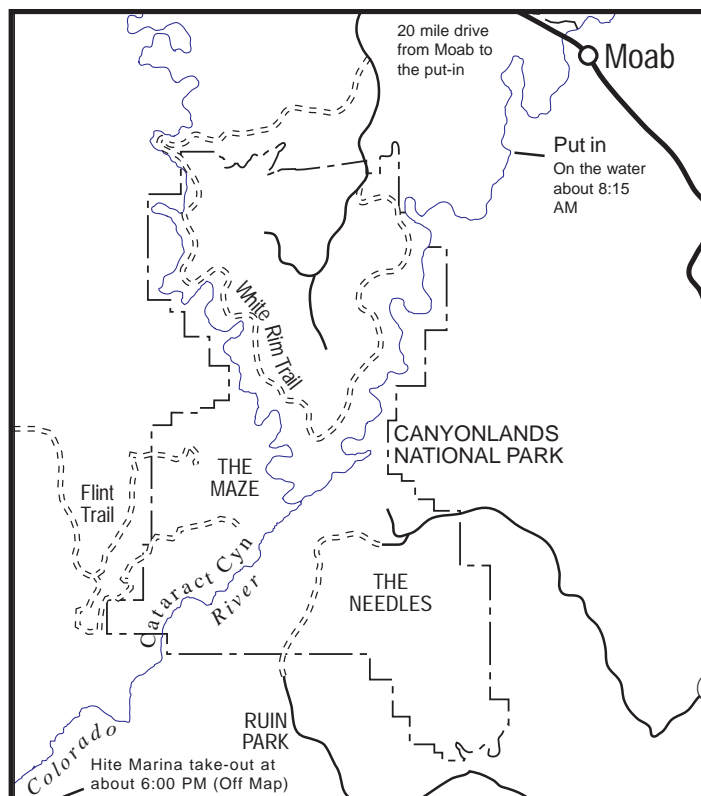 20 mile drive
from Moab to
the put-in
Moab
Put in
On the water
about 8:15
AM
White Rim Trail
CANYONLANDS
NATIONAL PARK
THE
MAZE
Flint
Trail
Cataract Cyn
River
THE
NEEDLES
RUIN
PARK
Colorado
Hite Marina take-out at
about 6:00 PM (Off Map)